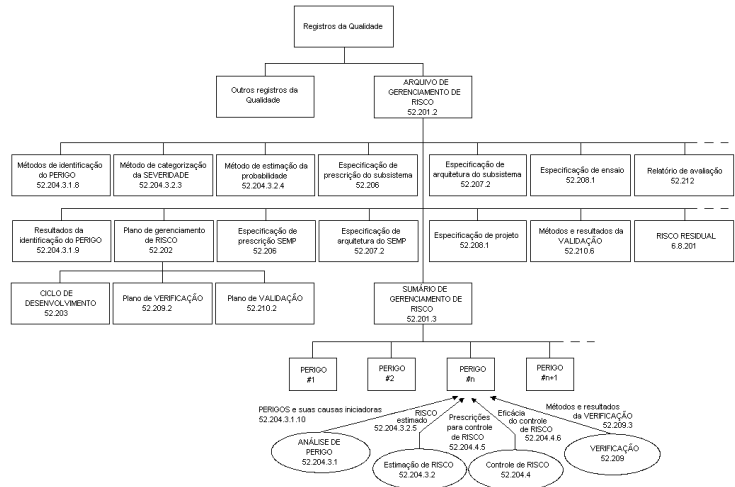 Registros da Qualidade
Outros registros da
Qualidade
ARQUIVO DE
GERENCIAMENTO DE
RISCO
52.201.2
Métodos de identificação
do PERIGO
52.204.3.1.8
Método de categorização
da SEVERIDADE
52.204.3.2.3
Método de estimação da
probabilidade
52.204.3.2.4
Especificação de
prescrição do subsistema
52.206
Especificação de
arquitetura do subsistema
52.207.2
Especificação de ensaio
52.208.1
Relatório de avaliação
52.212
Resultados da
identificação do PERIGO
52.204.3.1.9
Plano de gerenciamento
de RISCO
52.202
Especificação de
prescrição SEMP
52.206
Especificação de
arquitetura do SEMP
52.207.2
Especificação de projeto
52.208.1
Métodos e resultados da
VALIDAÇÃO
52.210.6
RISCO RESIDUAL
6.8.201
CICLO DE
DESENVOLVIMENTO
52.203
Plano de VERIFICAÇÃO
52.209.2
Plano de VALIDAÇÃO
52.210.2
SUMÁRIO DE
GERENCIAMENTO DE
RISCO
52.201.3
PERIGO
#1
PERIGO
#2
PERIGO
#n
PERIGO
#n+1
PERIGOS e suas causas iniciadoras
52.204.3.1.10
RISCO
estimado
52.204.3.2.5
Prescrições
para controle
de RISCO
52.204.4.5
Eficácia
do controle
de RISCO
52.204.4.6
Métodos e resultados
da VERIFICAÇÃO
52.209.3
ANÁLISE DE
PERIGO
52.204.3.1
Estimação de RISCO
52.204.3.2
Controle de RISCO
52.204.4
VERIFICAÇÃO
52.209